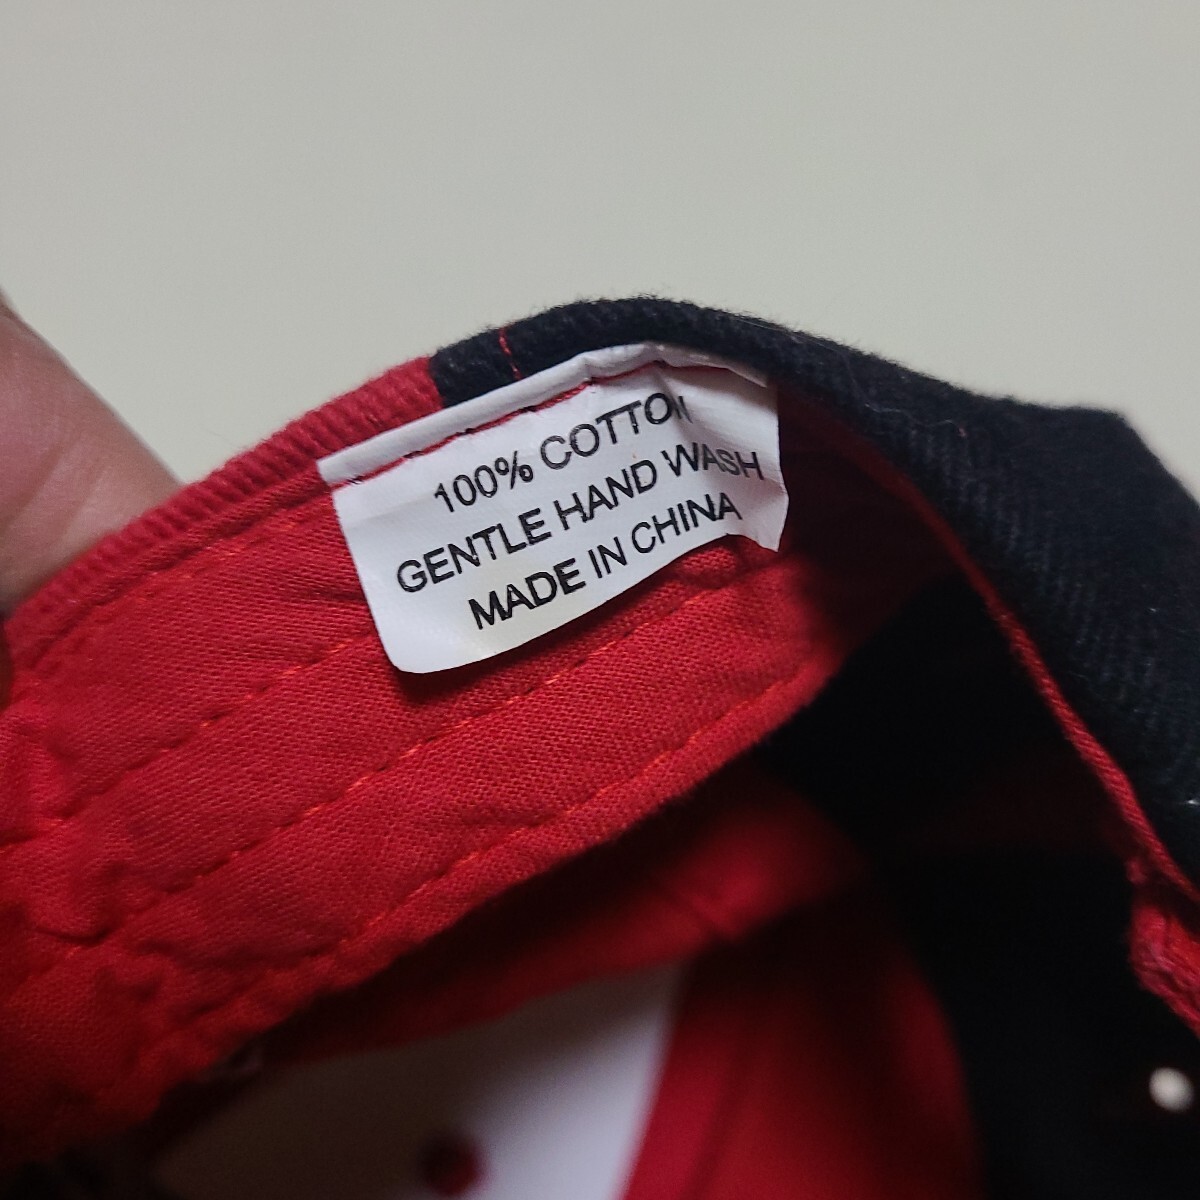 100% COTTON
GENTLE HAND WASH
MADE IN CHINA